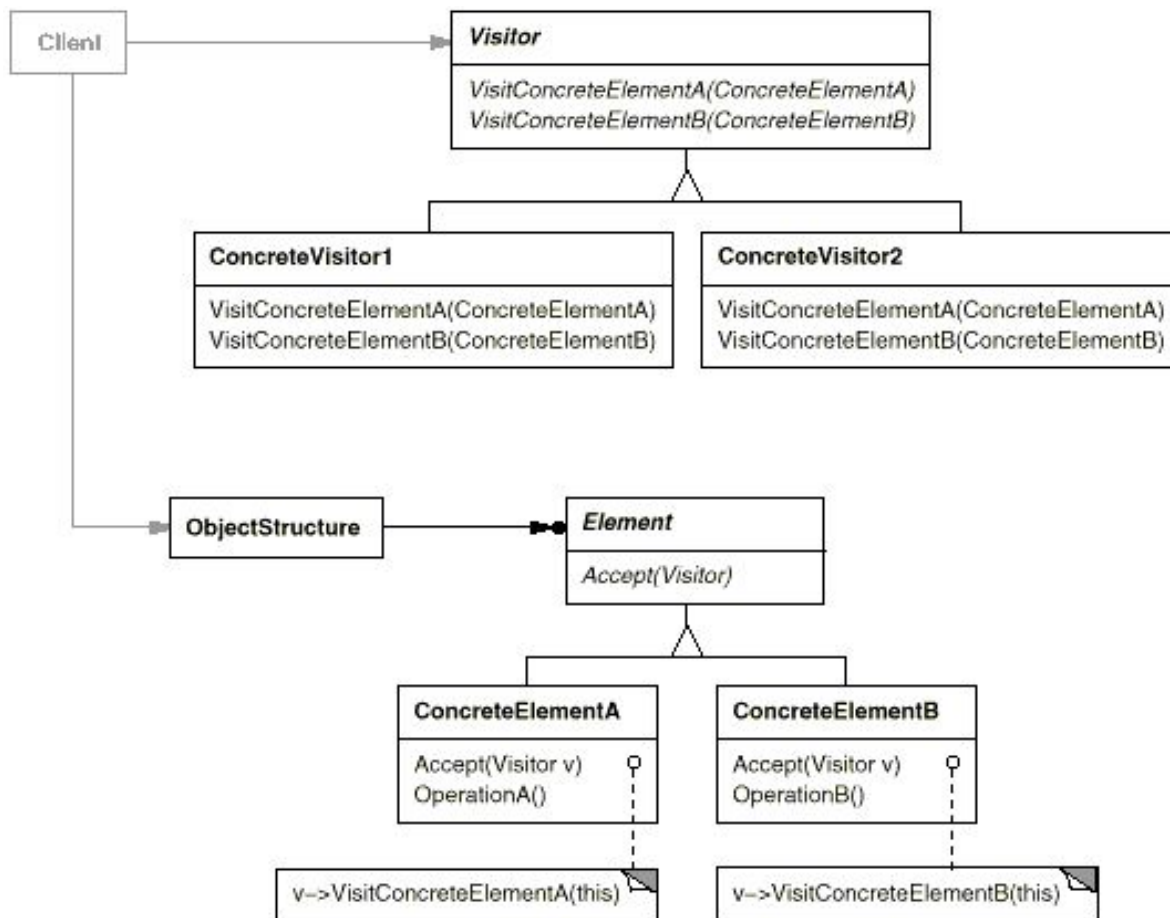 Client
Visitor
VisitConcreteElementA(ConcreteElementA)
VisitConcreteElementB(ConcreteElementB)
ConcreteVisitor1
VisitConcreteElementA(ConcreteElementA)
VisitConcreteElementB(ConcreteElementB)
ConcreteVisitor2
VisitConcreteElementA(ConcreteElementA)
VisitConcreteElementB(ConcreteElementB)
ObjectStructure
Element
Accept(Visitor)
ConcreteElementA
Accept(Visitor v)
OperationA()
ConcreteElementB
Accept(Visitor v)
OperationB()
v−>VisitConcreteElementA(this)
v−>VisitConcreteElementB(this)